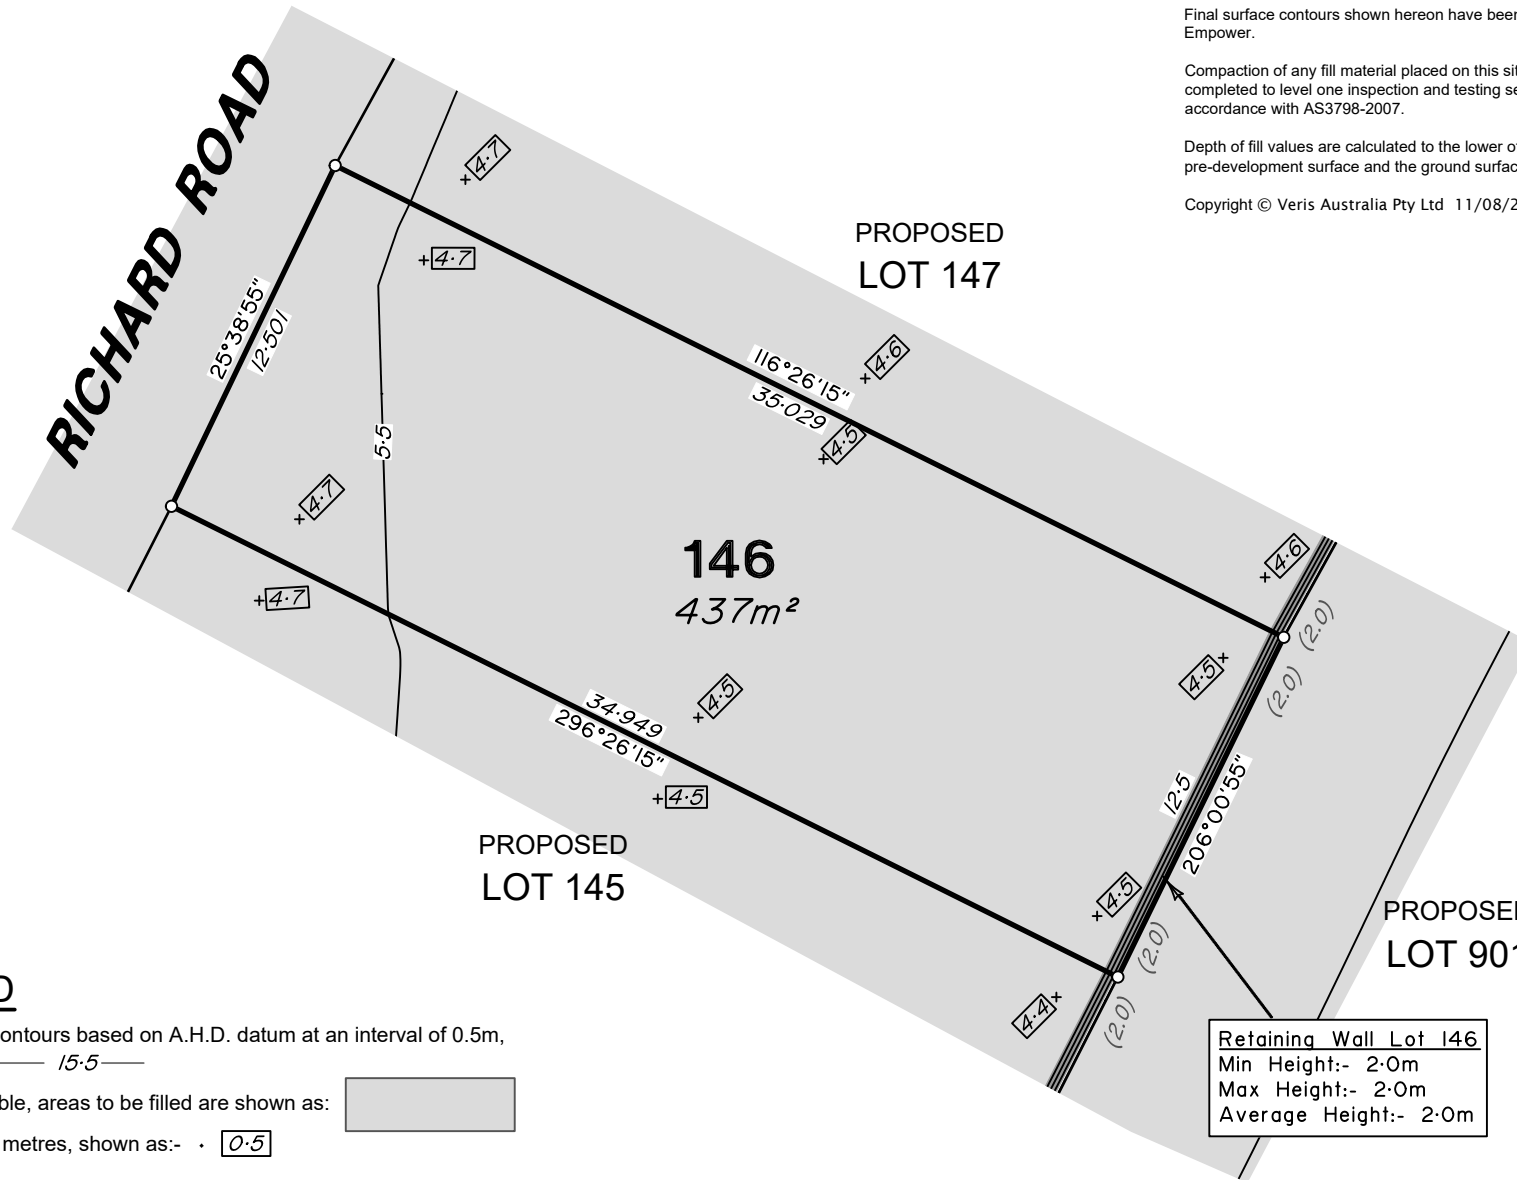 Final surface contours shown hereon have been
Empower.
Compaction of any fill material placed on this
completed to level one inspection and testing
accordance with AS3798-2007.
Depth of fill values are calculated to the lower
pre-development surface and the ground
Copyright © Veris Australia Pty Ltd 11/08/2
RICHARD ROAD
4·7
4·7
PROPOSED
LOT 147
25°38'55"
12·501
116°26'15"
35·029
4·6
4·5
5·5
4·7
4·7
146
437m²
4·6
(2.0)
4·5
(2.0)
4·5
34·949
296°26'15"
4·5
12·5
206°00'55"
PROPOSED
LOT 145
4·5
(2.0)
PROPOSED
LOT 901
4·4
(2.0)
Retaining Wall Lot 146
Min Height:- 2·0m
Max Height:- 2·0m
Average Height:- 2·0m
D
ontours based on A.H.D. datum at an interval of 0.5m,
15·5
ble, areas to be filled are shown as:
metres, shown as:- · 0·5